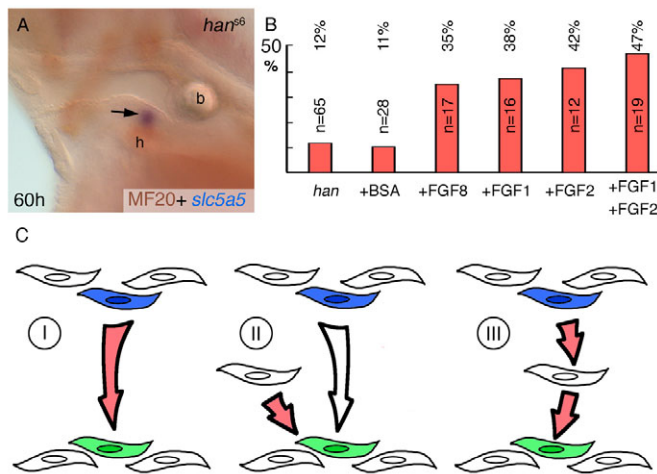 A
han^s6
b
h
60h
MF20+ slc5a5
B
12% 11% 35% 38% 42% 47%
50
%
n=65 n=28 n=17 n=16 n=12 n=19
han +BSA +FGF8 +FGF1 +FGF2 +FGF1
+FGF2
C
I II III